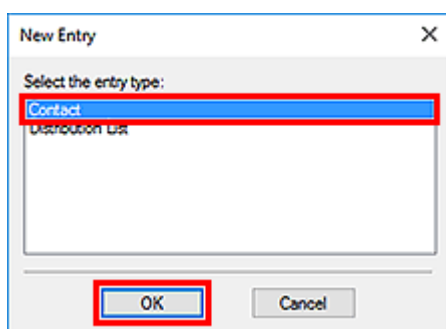 New Entry
Select the entry type:
Contact
Distribution List
OK Cancel